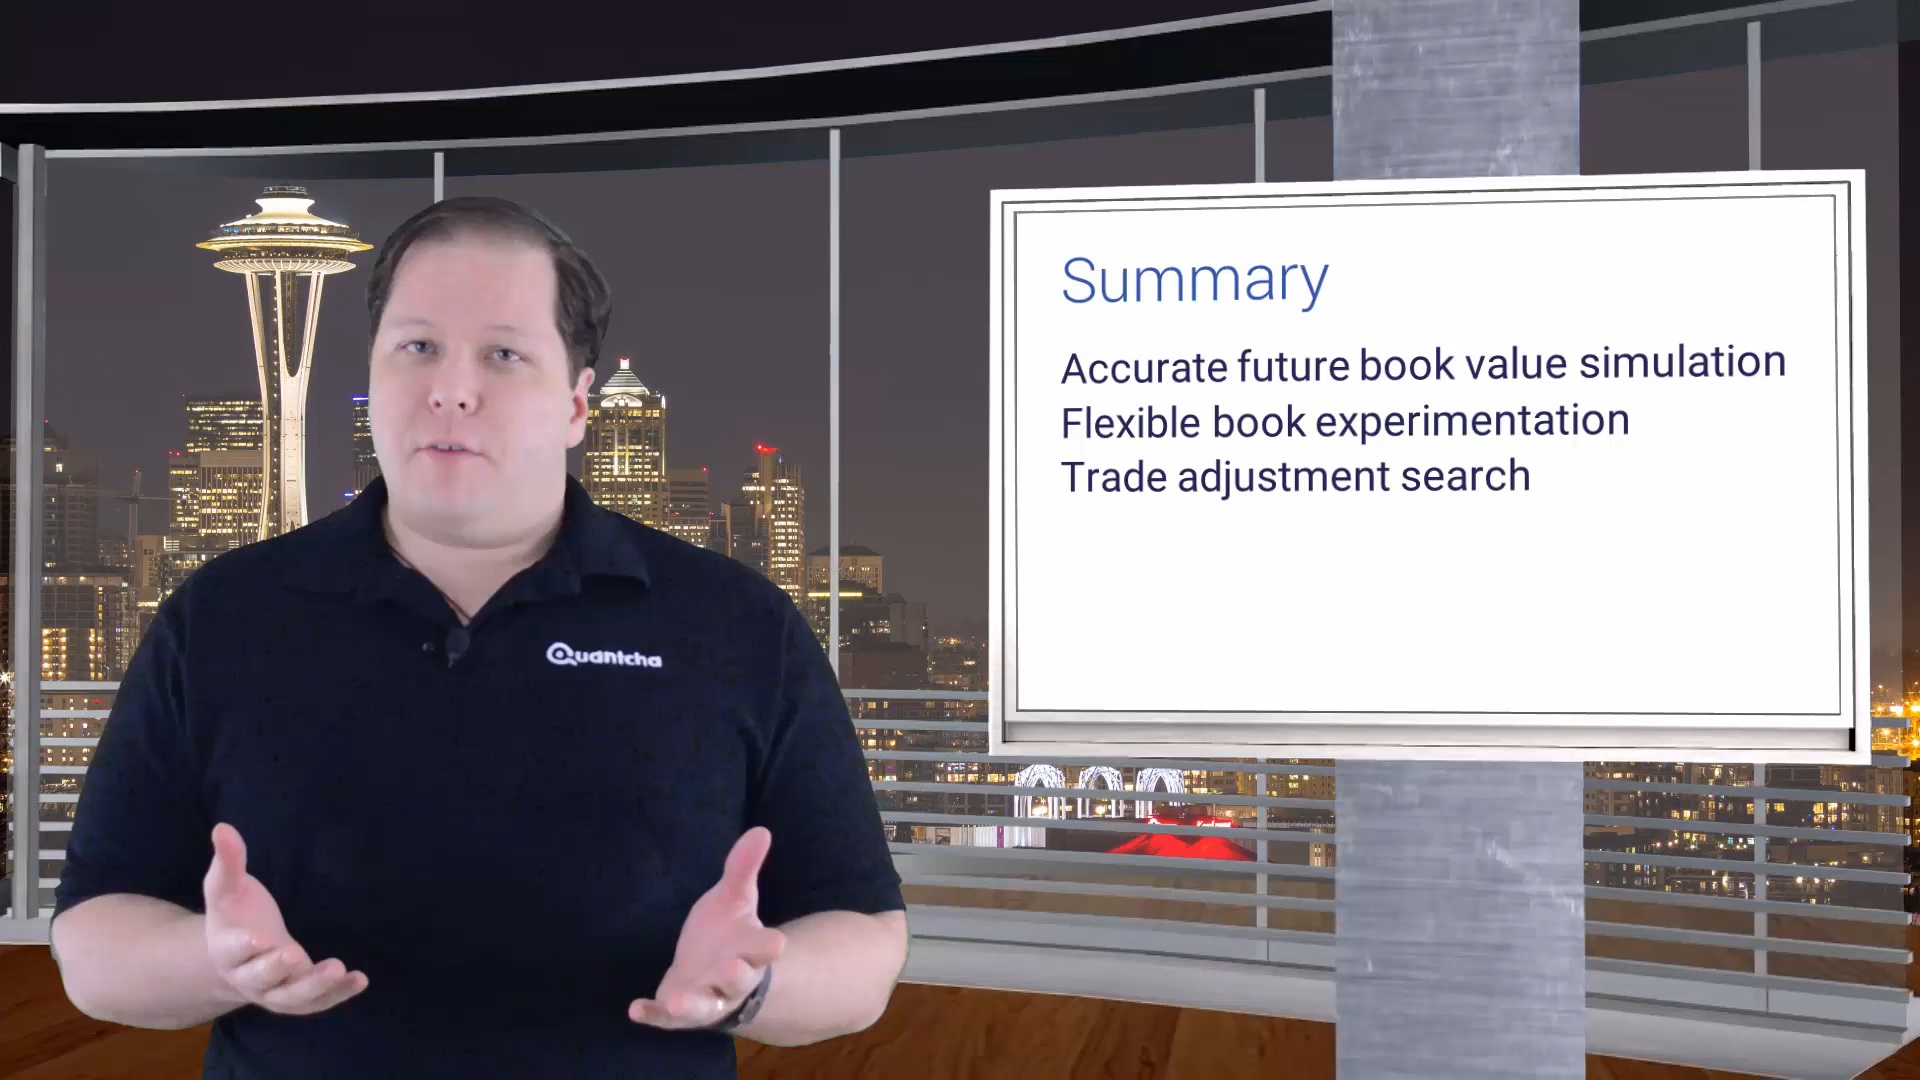 Summary
Accurate future book value simulation
Flexible book experimentation
Trade adjustment search
Quantcha